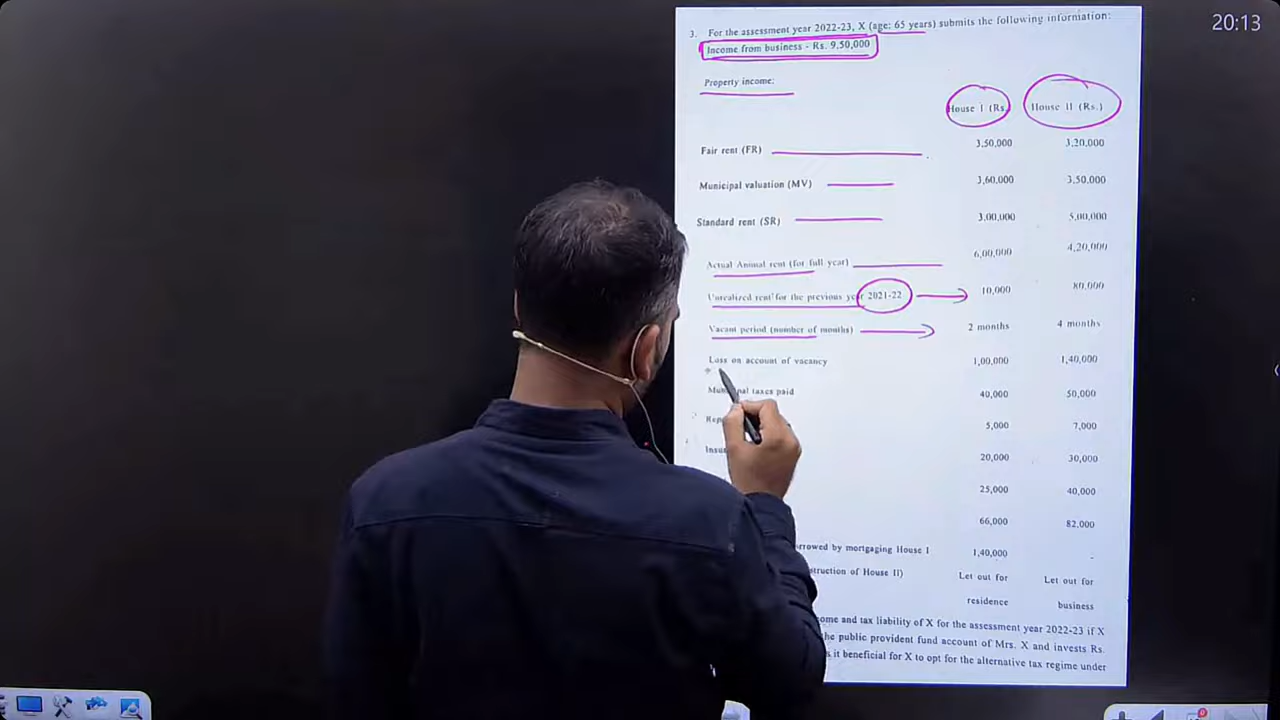 20:13
3. For the assessment year 2022-23, X (age: 65 years) submits the following information:
Income from business - Rs. 9,50,000
Property income:
House I (Rs. House II (Rs.)
Fair rent (FR) 3,50,000 3,20,000
Municipal valuation (MV) 3,60,000 3,50,000
Standard rent (SR) 3,00,000 5,00,000
Actual Annual rent (for full year) 6,00,000 4,20,000
Unrealized rent for the previous year 2021-22 10,000 80,000
Vacant period (number of months) 2 months 4 months
Loss on account of vacancy 1,00,000 1,40,000
taxes paid 40,000 50,000
5,000 7,000
20,000 30,000
25,000 40,000
66,000 82,000
rrowed by mortgaging House I 1,40,000 -
struction of House II) Let out for Let out for
residence business
ome and tax liability of X for the assessment year 2022-23 if X
he public provident fund account of Mrs. X and invests Rs.
s it beneficial for X to opt for the alternative tax regime under